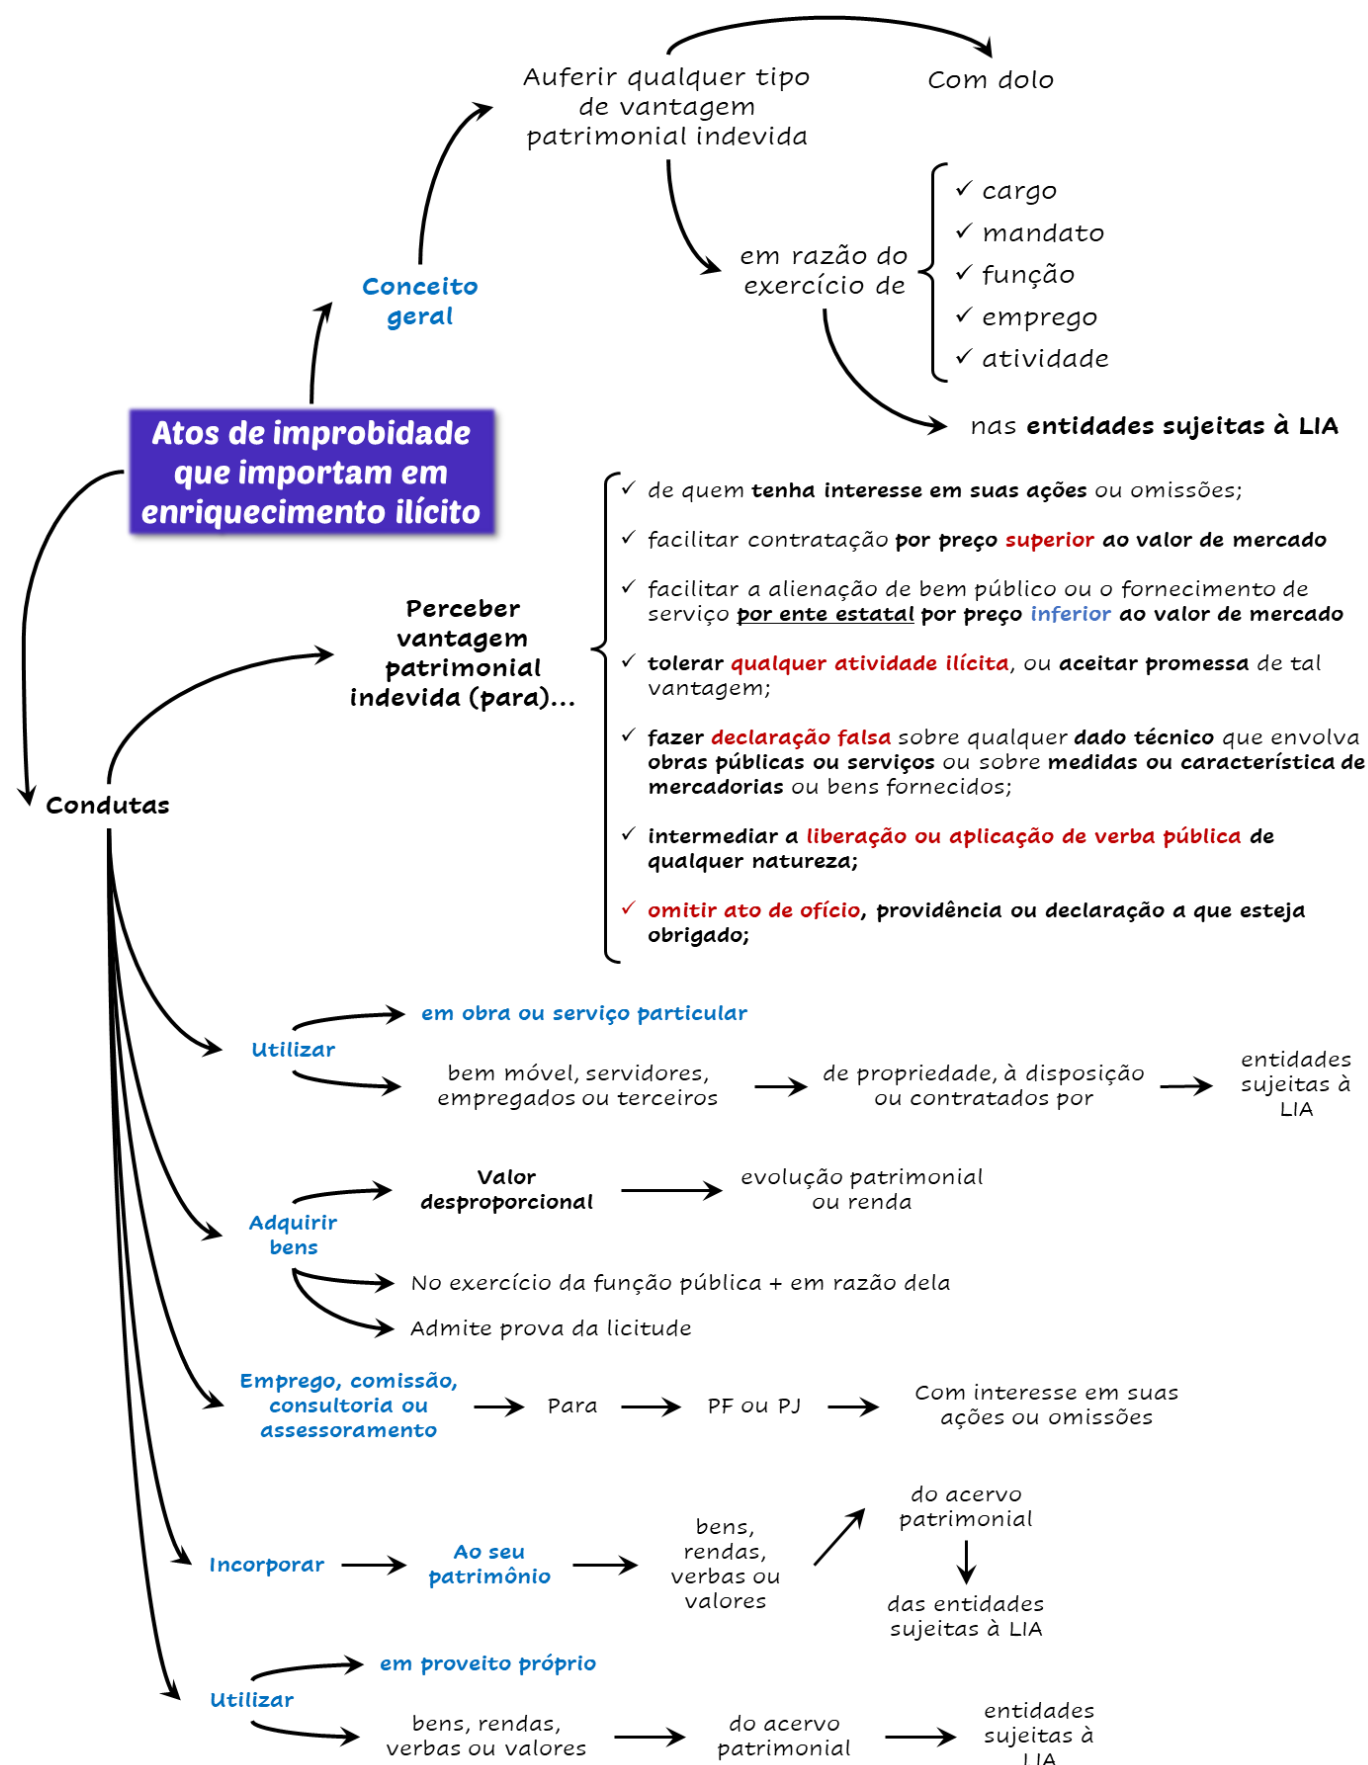 Auferir qualquer tipo
de vantagem
patrimonial indevida
Com dolo
em razão do
exercício de
✓ cargo
✓ mandato
✓ função
✓ emprego
✓ atividade
nas entidades sujeitas à LIA
Conceito
geral
Atos de improbidade
que importam em
enriquecimento ilícito
Perceber
vantagem
patrimonial
indevida (para)...
✓ de quem tenha interesse em suas ações ou omissões;
✓ facilitar contratação por preço superior ao valor de mercado
✓ facilitar a alienação de bem público ou o fornecimento de
serviço por ente estatal por preço inferior ao valor de mercado
✓ tolerar qualquer atividade ilícita, ou aceitar promessa de tal
vantagem;
✓ fazer declaração falsa sobre qualquer dado técnico que envolva
obras públicas ou serviços ou sobre medidas ou característica de
mercadorias ou bens fornecidos;
✓ intermediar a liberação ou aplicação de verba pública de
qualquer natureza;
✓ omitir ato de ofício, providência ou declaração a que esteja
obrigado;
Condutas
Utilizar
em obra ou serviço particular
bem móvel, servidores,
empregados ou terceiros
de propriedade, à disposição
ou contratados por
entidades
sujeitas à
LIA
Adquirir
bens
Valor
desproporcional
evolução patrimonial
ou renda
No exercício da função pública + em razão dela
Admite prova da licitude
Emprego, comissão,
consultoria ou
assessoramento
Para
PF ou PJ
Com interesse em suas
ações ou omissões
Incorporar
Ao seu
patrimônio
bens,
rendas,
verbas ou
valores
do acervo
patrimonial
das entidades
sujeitas à LIA
Utilizar
em proveito próprio
bens, rendas,
verbas ou valores
do acervo
patrimonial
entidades
sujeitas à
LIA